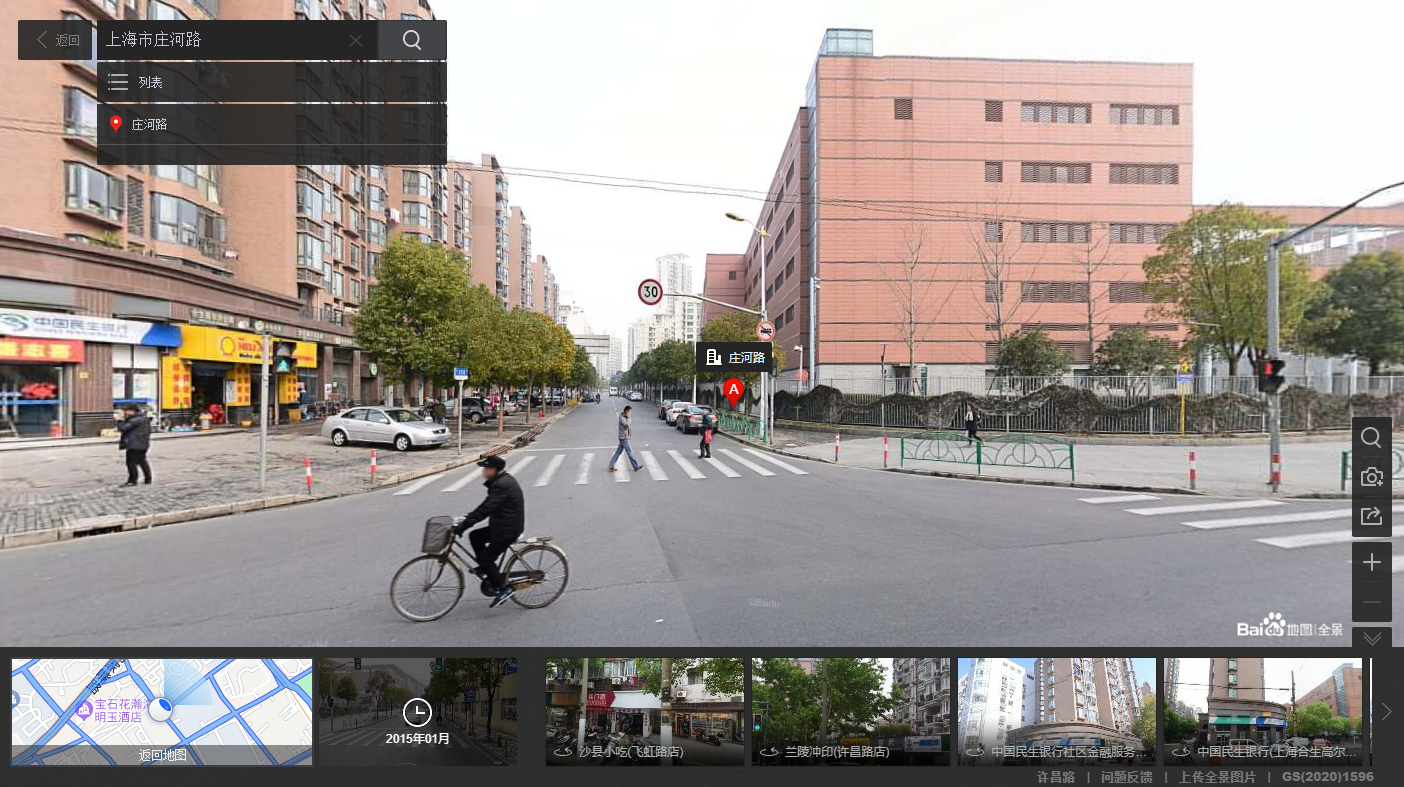 返回
上海市庄河路
列表
庄河路
30
中国民生银行
庄河路
A
Bai地图|全景
宝石花瀚海
明玉酒店
返回地图
2015年01月
沙县小吃(飞虹路店)
兰陵冲印(许昌路店)
中国民生银行社区金融服务...
中国民生银行(上海合生高尔...
许昌路 | 问题反馈 | 上传全景图片 | GS(2020)1596